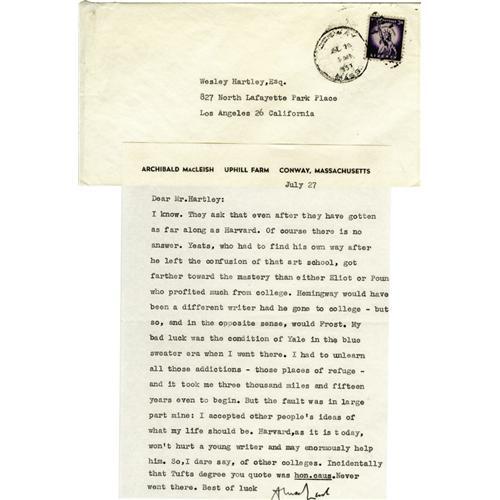 Wesley Hartley,Esq.
827 North Lafayette Park Place
Los Angeles 26 California
ARCHIBALD MACLEISH UPHILL FARM CONWAY, MASSACHUSETTS
July 27
Dear Mr.Hartley:
I know. They ask that even after they have gotten
as far along as Harvard. Of course there is no
answer. Yeats, who had to find his own way after
he left the confusion of that art school, got
farther toward the mastery than either Eliot or Poun
who profited much from college. Hemingway would have
been a different writer had he gone to college - but
so, and in the opposite sense, would Frost. My
bad luck was the condition of Yale in the blue
sweater era when I went there. I had to unlearn
all those addictions - those places of refuge -
and it took me three thousand miles and fifteen
years even to begin. But the fault was in large
part mine: I accepted other people's ideas of
what my life should be. Harvard,as it is today,
won't hurt a young writer and may enormously help
him. So,I dare say, of other colleges. Incidentally
that Tufts degree you quote was hon.caus.Never
went there. Best of luck